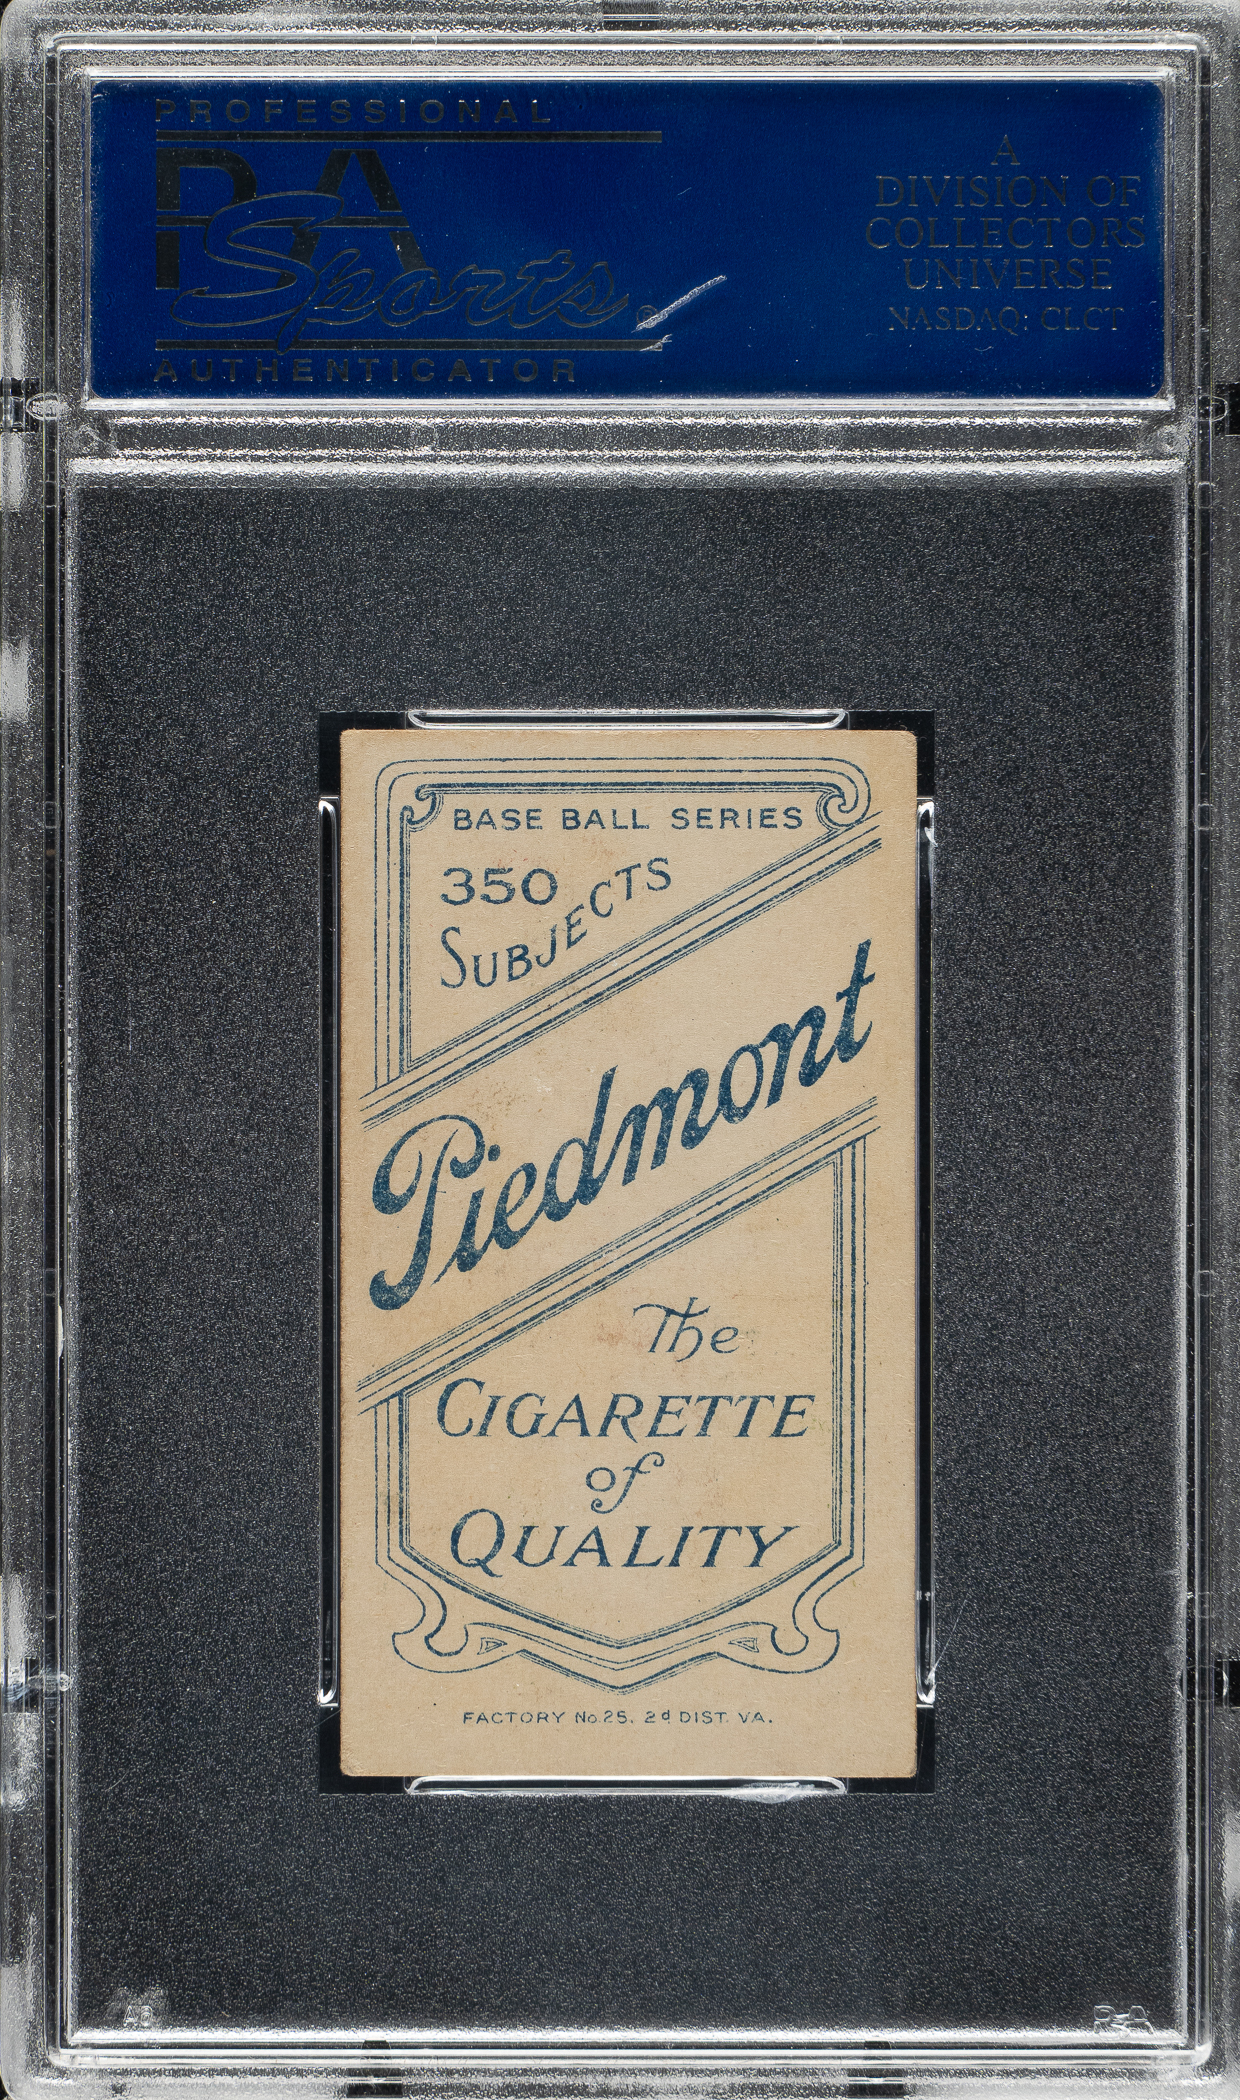 PROFESSIONAL
PSA
Sports®
AUTHENTICATOR
A
DIVISION OF
COLLECTORS
UNIVERSE
NASDAQ: CLCT
BASE BALL SERIES
350
SUBJECTS
Piedmont
The
CIGARETTE
of
QUALITY
FACTORY No. 25. 2d DIST. VA.
PSA